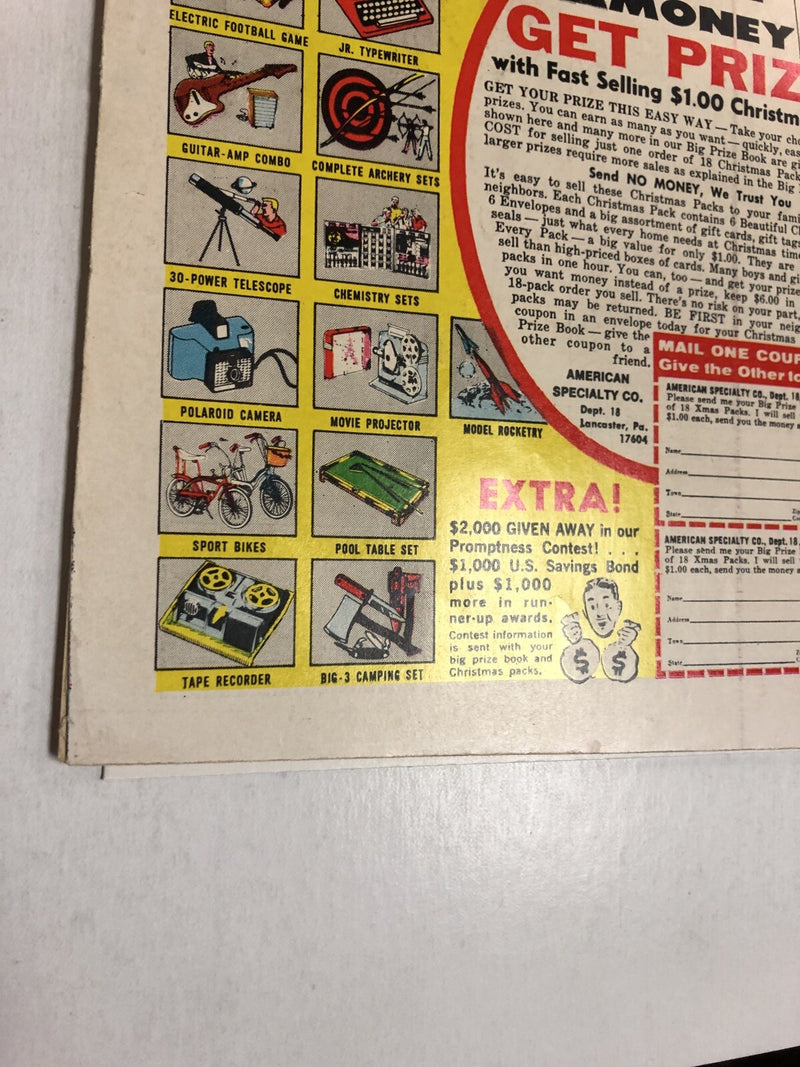 ELECTRIC FOOTBALL GAME
JR. TYPEWRITER
GUITAR-AMP COMBO
COMPLETE ARCHERY SETS
30-POWER TELESCOPE
CHEMISTRY SETS
POLAROID CAMERA
MOVIE PROJECTOR
MODEL ROCKETRY
SPORT BIKES
POOL TABLE SET
TAPE RECORDER
BIG-3 CAMPING SET
MONEY
GET PRIZ
with Fast Selling $1.00 Christm
GET YOUR PRIZE THIS EASY WAY — Take your cho
prizes. You can earn as many as you want — quickly, eas
shown here and many more in our Big Prize Book are gi
COST for selling just one order of 18 Christmas Pack
larger prizes require more sales as explained in the Big
Send NO MONEY, We Trust You
It's easy to sell these Christmas Packs to your fami
neighbors. Each Christmas Pack contains 6 Beautiful C
6 Envelopes and a big assortment of gift cards, gift tags
seals — just what every home needs at Christmas time
Every Pack — a big value for only $1.00. They are
sell than high-priced boxes of cards. Many boys and gi
packs in one hour. You can, too — and get your prize
you want money instead of a prize, keep $6.00 in
18-pack order you sell. There's no risk on your part,
packs may be returned. BE FIRST in your neig
coupon in an envelope today for your Christmas
Prize Book — give the
other coupon to a
friend.
AMERICAN
SPECIALTY CO.
Dept. 18
Lancaster, Pa.
17604
MAIL ONE COUP
Give the Other to
AMERICAN SPECIALTY CO., Dept. 18
Please send me your Big Prize
of 18 Xmas Packs. I will sell
$1.00 each, send you the money a
Name
Address
Town
State
EXTRA!
$2,000 GIVEN AWAY in our
Promptness Contest! . . .
$1,000 U.S. Savings Bond
plus $1,000
more in run-
ner-up awards.
Contest information
is sent with your
big prize book and
Christmas packs.
$ $
AMERICAN SPECIALTY CO., Dept. 18,
Please send me your Big Prize
of 18 Xmas Packs. I will sell
$1.00 each, send you the money a
Name
Address
Town
State